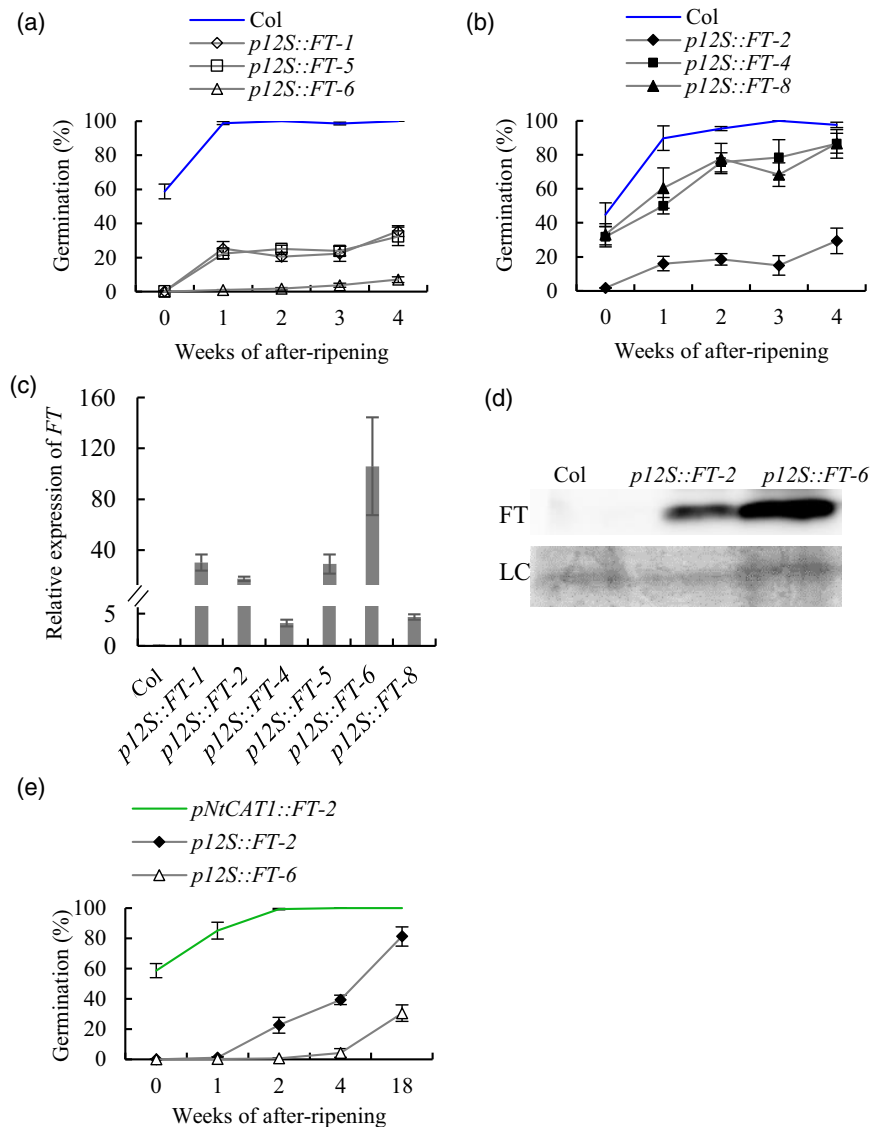 (a)
Col
p12S::FT-1
p12S::FT-5
p12S::FT-6
Germination (%)
100
80
60
40
20
0
0 1 2 3 4
Weeks of after-ripening
(b)
Col
p12S::FT-2
p12S::FT-4
p12S::FT-8
Germination (%)
100
80
60
40
20
0
0 1 2 3 4
Weeks of after-ripening
(c)
Relative expression of FT
160
120
80
40
5
0
Col
p12S::FT-1
p12S::FT-2
p12S::FT-4
p12S::FT-5
p12S::FT-6
p12S::FT-8
(d)
Col p12S::FT-2 p12S::FT-6
FT
LC
(e)
pNtCAT1::FT-2
p12S::FT-2
p12S::FT-6
Germination (%)
100
80
60
40
20
0
0 1 2 4 18
Weeks of after-ripening